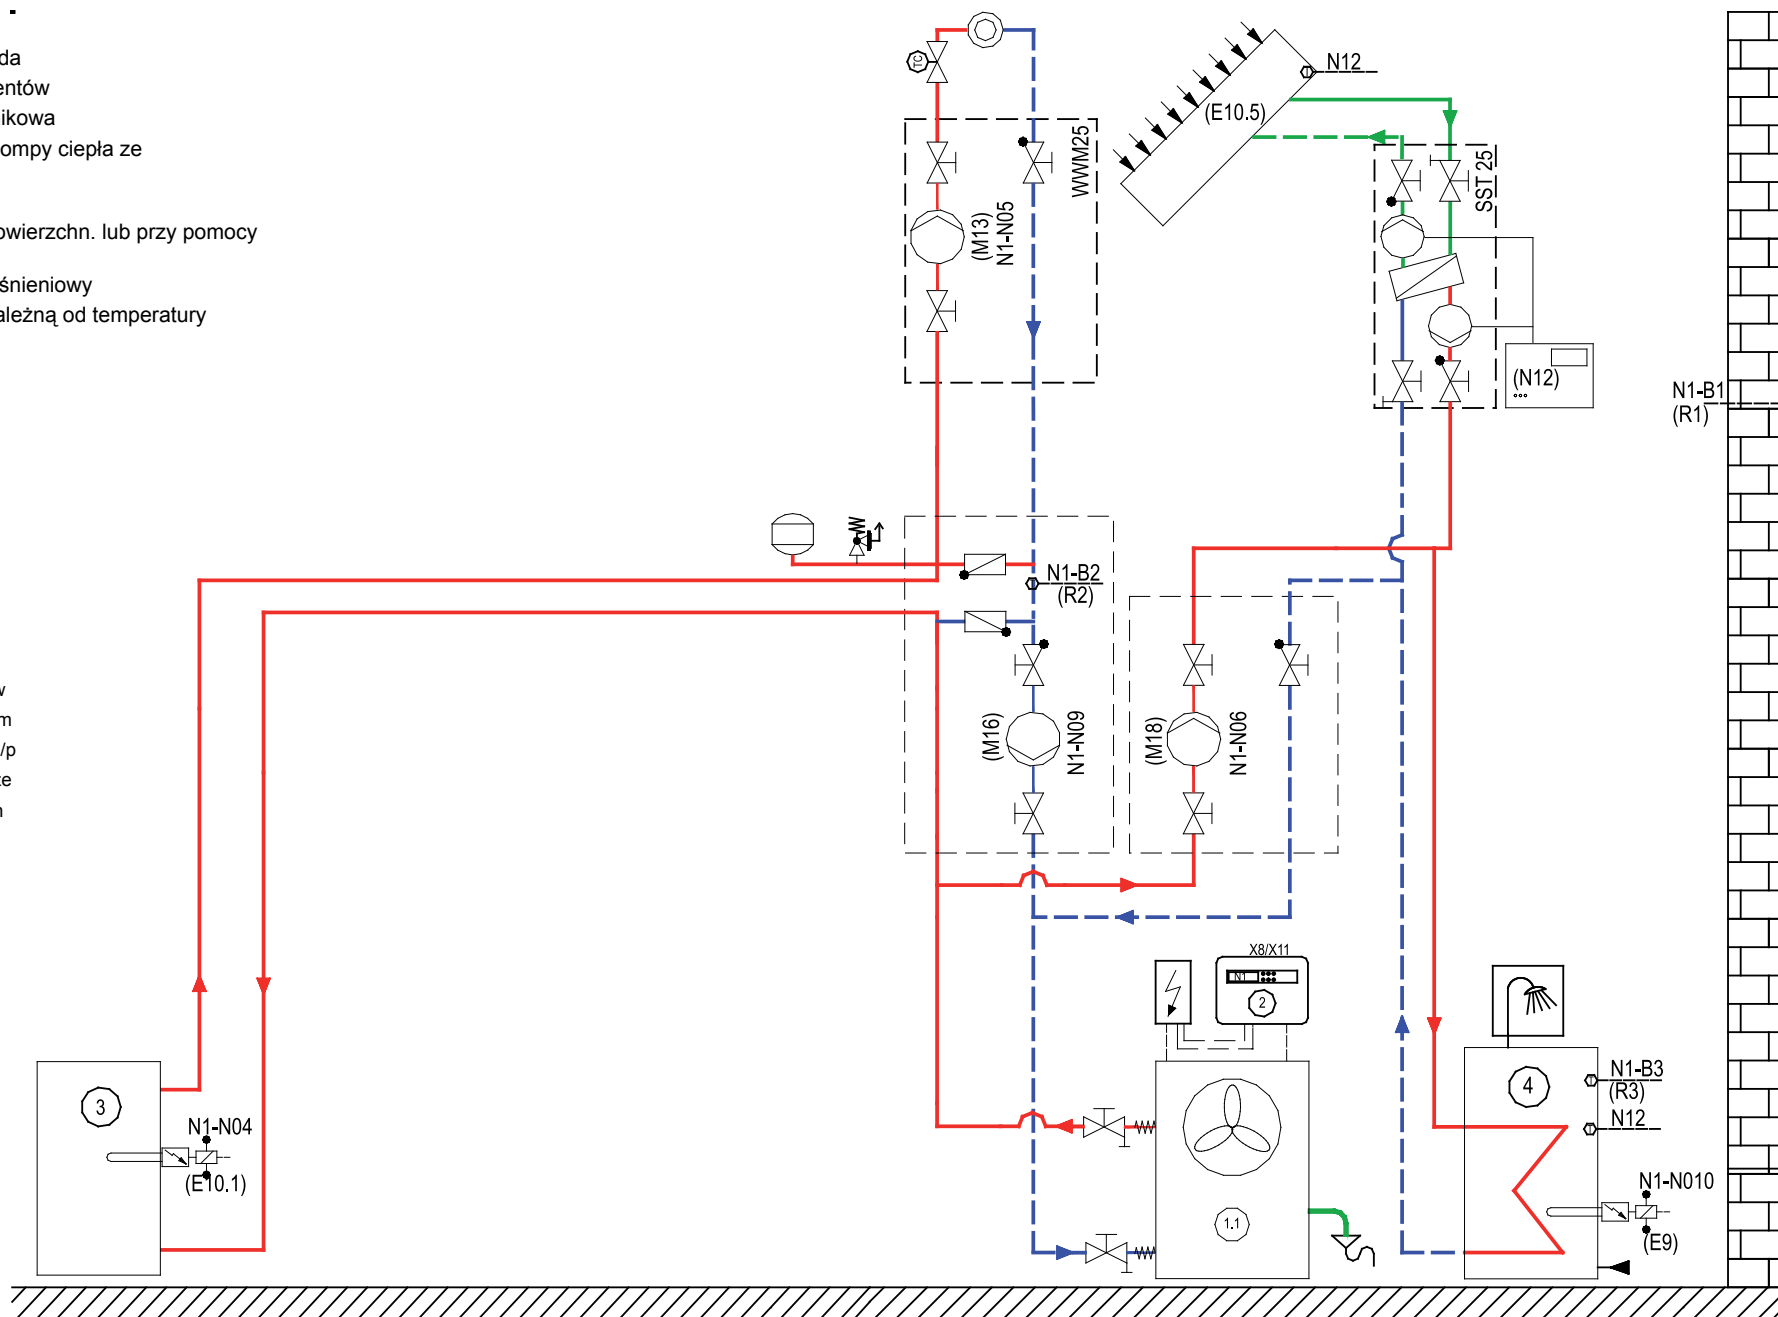 -
da
entów
ikowa
ompy ciepła ze
owierzchn. lub przy pomocy
śnieniowy
ależną od temperatury
w
m
/p
te
n
TC
WWM25
(M13)
N1-N05
N12
(E10.5)
SST 25
(N12)
N1-B1
(R1)
N1-B2
(R2)
(M16)
N1-N09
(M18)
N1-N06
X8/X11
N1
2
3
N1-N04
(E10.1)
1.1
4
N1-B3
(R3)
N12
N1-N010
(E9)